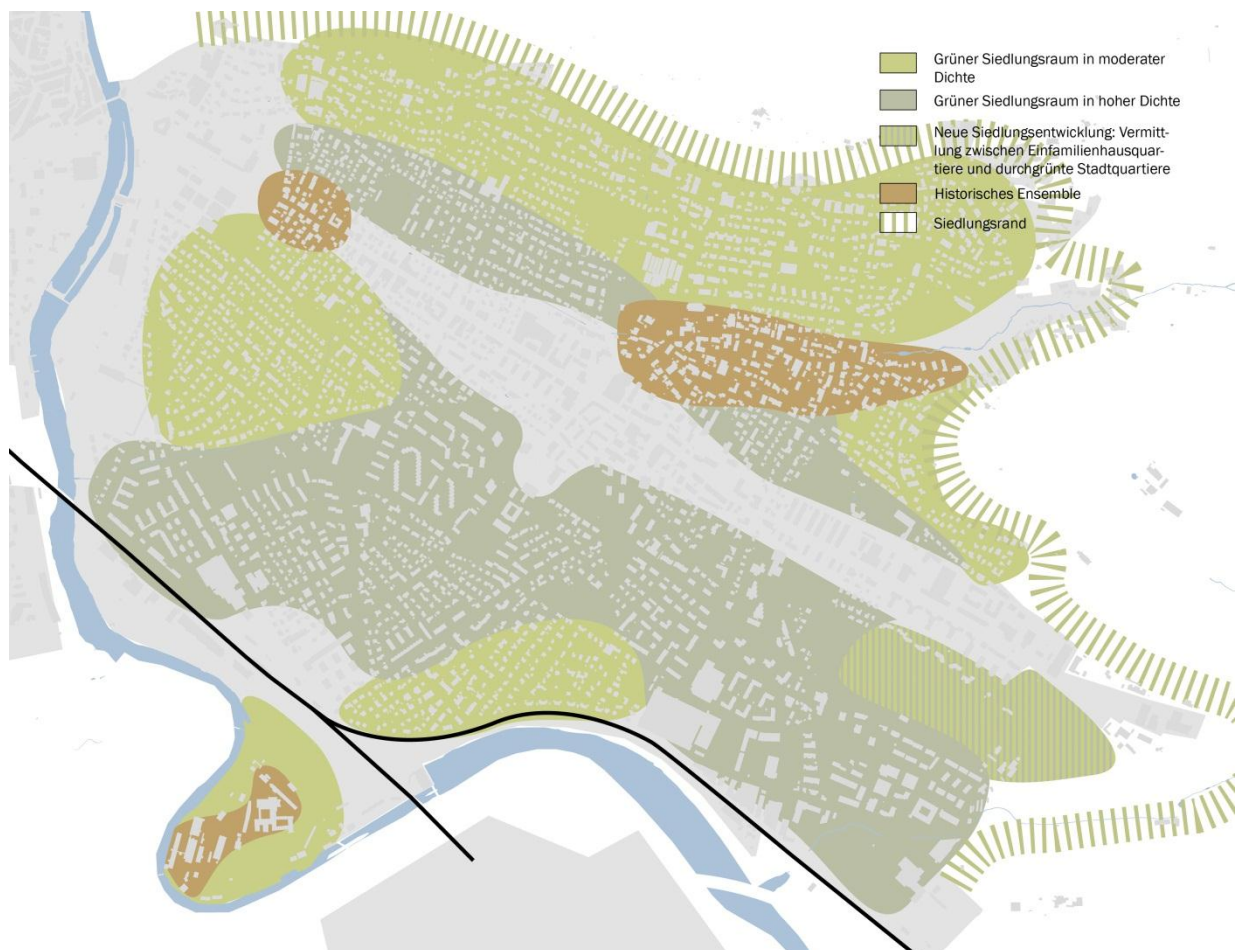 Grüner Siedlungsraum in moderater
Dichte
Grüner Siedlungsraum in hoher Dichte
Neue Siedlungsentwicklung: Vermitt-
lung zwischen Einfamilienhausquar-
tiere und durchgrünte Stadtquartiere
Historisches Ensemble
Siedlungsrand